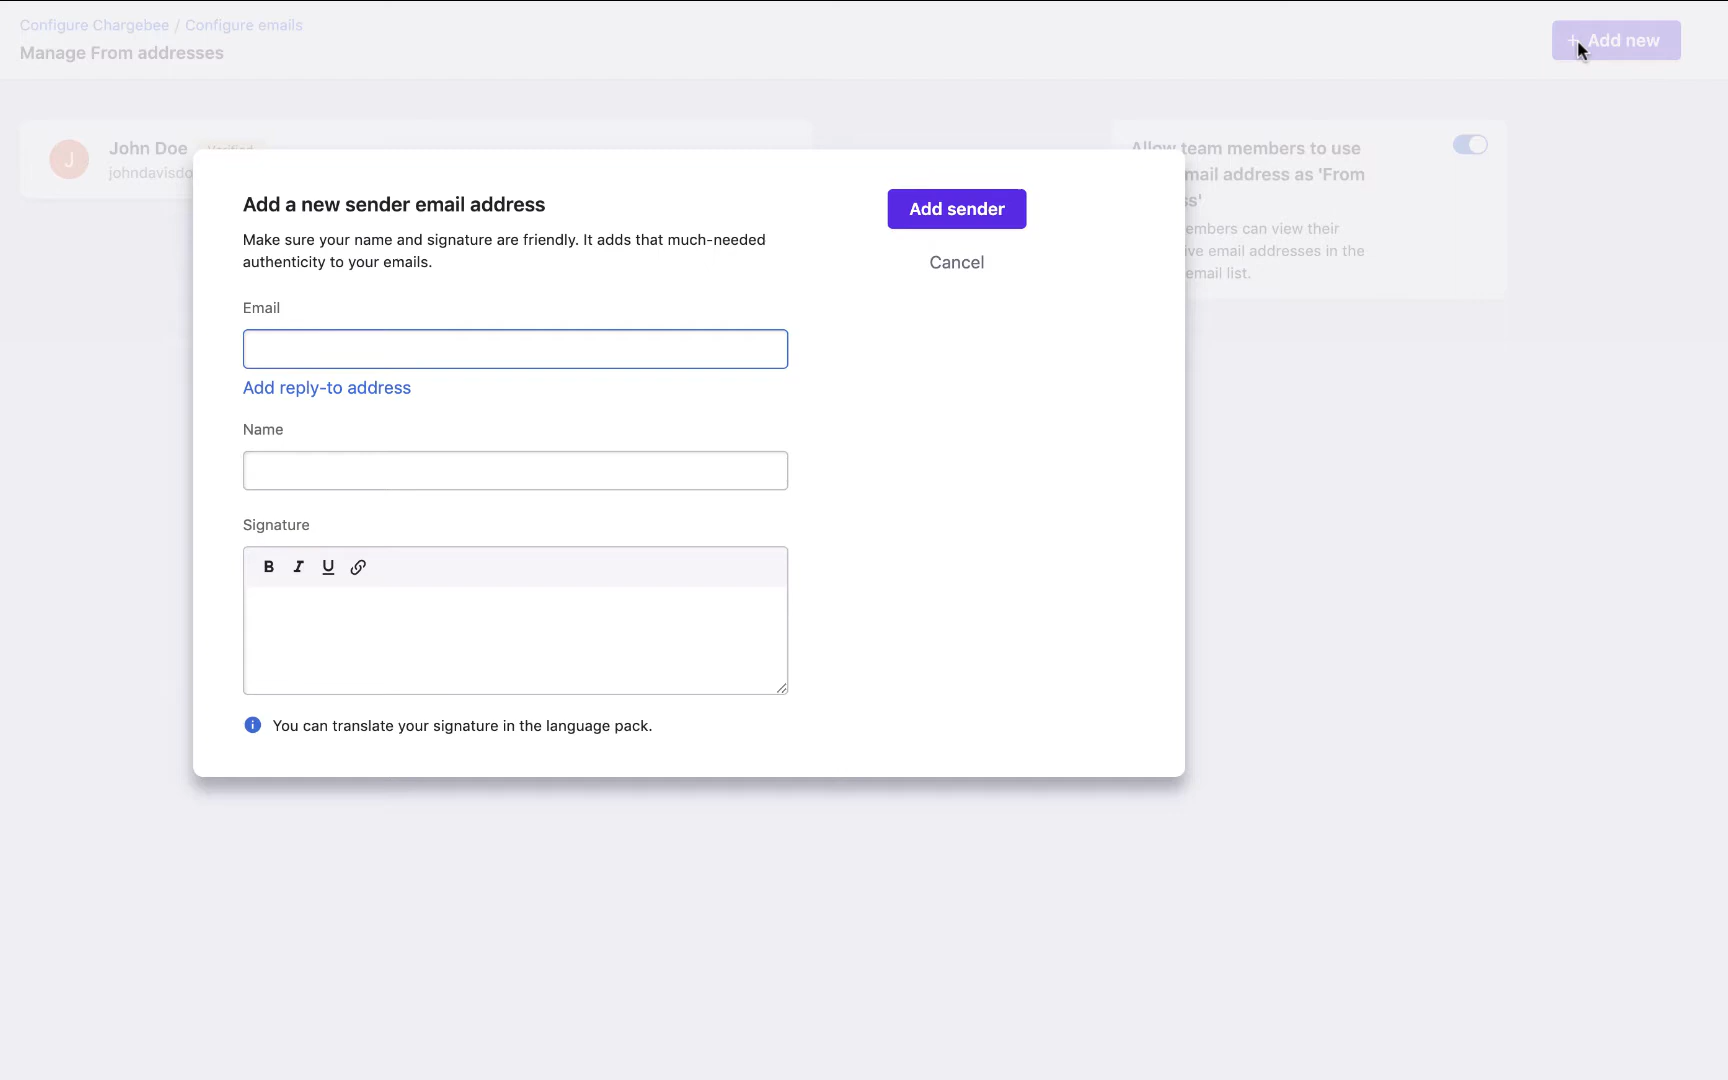 Configure Chargebee / Configure emails
Manage From addresses
+ Add new
J
John Doe Verified
johndavisdo
Allow team members to use
mail address as 'From
ss'
embers can view their
ive email addresses in the
email list.
Add a new sender email address
Make sure your name and signature are friendly. It adds that much-needed
authenticity to your emails.
Add sender
Cancel
Email
Add reply-to address
Name
Signature
B I U
You can translate your signature in the language pack.